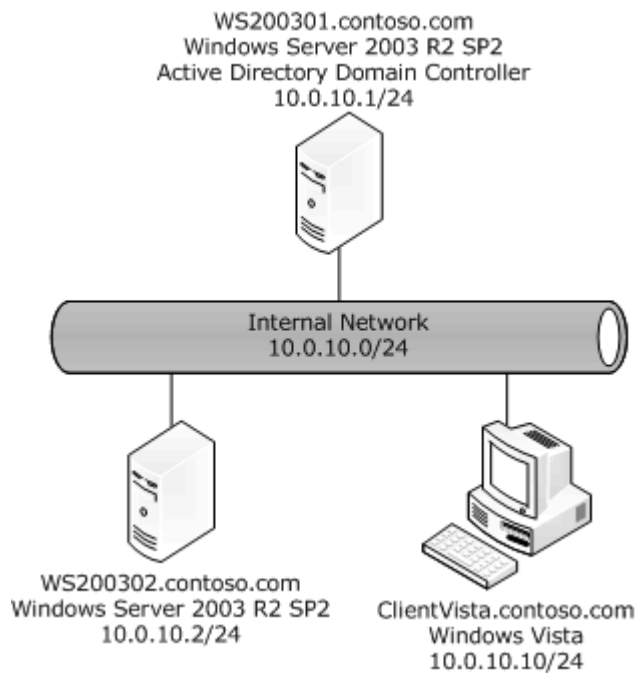 WS200301.contoso.com
Windows Server 2003 R2 SP2
Active Directory Domain Controller
10.0.10.1/24
Internal Network
10.0.10.0/24
WS200302.contoso.com
Windows Server 2003 R2 SP2
10.0.10.2/24
ClientVista.contoso.com
Windows Vista
10.0.10.10/24